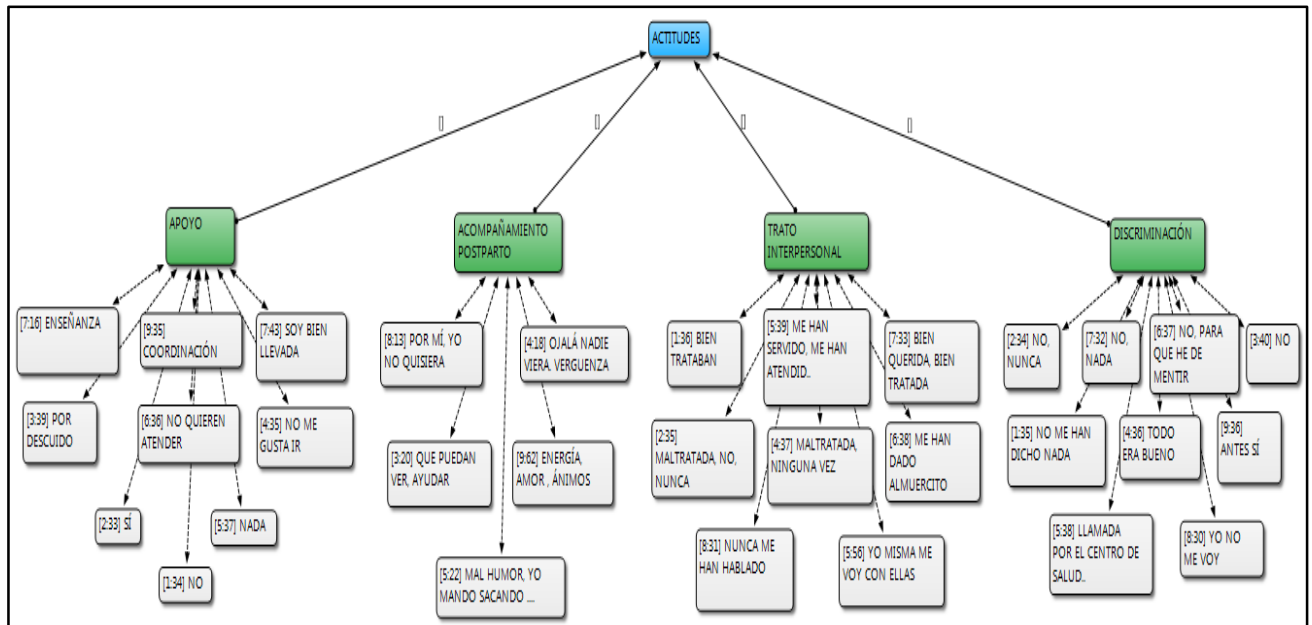 ACTITUDES
APOYO
ACOMPAÑAMIENTO
POSTPARTO
TRATO
INTERPERSONAL
DISCRIMINACIÓN
[7:16] ENSEÑANZA
[9:35]
COORDINACIÓN
[7:43] SOY BIEN
LLEVADA
[3:39] POR
DESCUIDO
[6:36] NO QUIEREN
ATENDER
[4:35] NO ME
GUSTA IR
[2:33] SÍ
[5:37] NADA
[1:34] NO
[8:13] POR MÍ, YO
NO QUISIERA
[4:18] OJALÁ NADIE
VIERA. VERGUENZA
[3:20] QUE PUEDAN
VER, AYUDAR
[9:62] ENERGÍA,
AMOR , ÁNIMOS
[5:22] MAL HUMOR, YO
MANDO SACANDO ....
[1:36] BIEN
TRATABAN
[5:39] ME HAN
SERVIDO, ME HAN
ATENDID..
[7:33] BIEN
QUERIDA, BIEN
TRATADA
[2:35]
MALTRATADA, NO,
NUNCA
[4:37] MALTRATADA,
NINGUNA VEZ
[6:38] ME HAN
DADO
ALMUERCITO
[8:31] NUNCA ME
HAN HABLADO
[5:56] YO MISMA ME
VOY CON ELLAS
[2:34] NO,
NUNCA
[7:32] NO,
NADA
[6:37] NO, PARA
QUE HE DE
MENTIR
[3:40] NO
[1:35] NO ME HAN
DICHO NADA
[4:36] TODO
ERA BUENO
[9:36]
ANTES SÍ
[5:38] LLAMADA
POR EL CENTRO DE
SALUD..
[8:30] YO NO
ME VOY